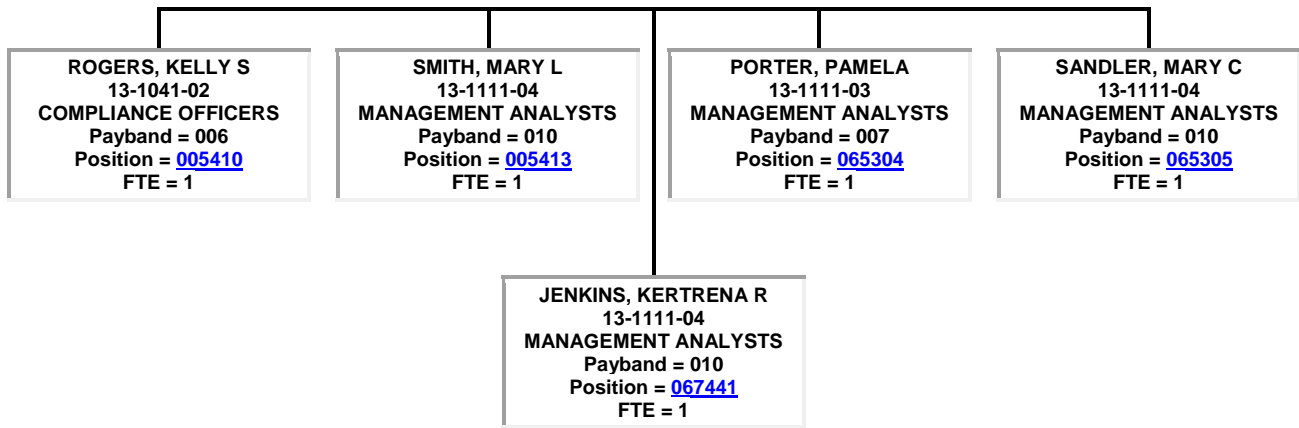 ROGERS, KELLY S
13-1041-02
COMPLIANCE OFFICERS
Payband = 006
Position = 005410
FTE = 1
SMITH, MARY L
13-1111-04
MANAGEMENT ANALYSTS
Payband = 010
Position = 005413
FTE = 1
PORTER, PAMELA
13-1111-03
MANAGEMENT ANALYSTS
Payband = 007
Position = 065304
FTE = 1
SANDLER, MARY C
13-1111-04
MANAGEMENT ANALYSTS
Payband = 010
Position = 065305
FTE = 1
JENKINS, KERTRENA R
13-1111-04
MANAGEMENT ANALYSTS
Payband = 010
Position = 067441
FTE = 1